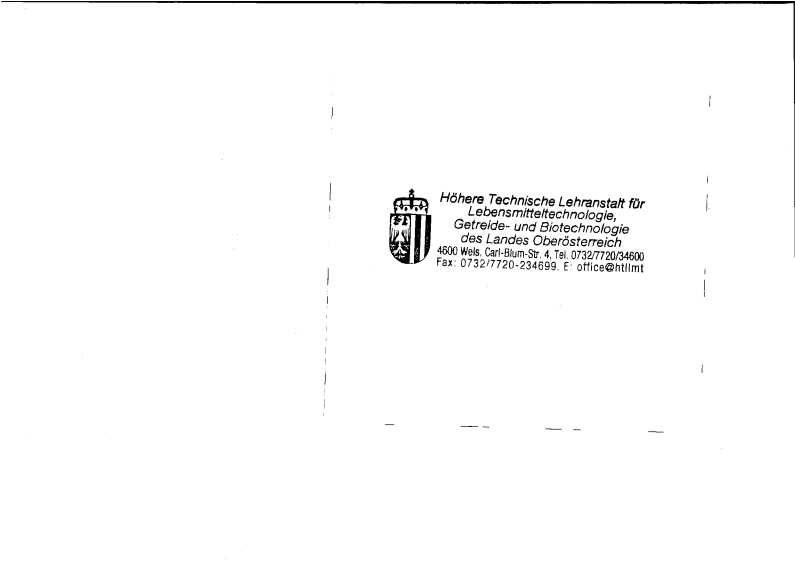 Höhere Technische Lehranstalt für
Lebensmitteltechnologie,
Getreide- und Biotechnologie
des Landes Oberösterreich
4600 Wels, Carl-Blum-Str. 4, Tel. 0732/7720/34600
Fax: 0732/7720-234699. E: office@htllmt